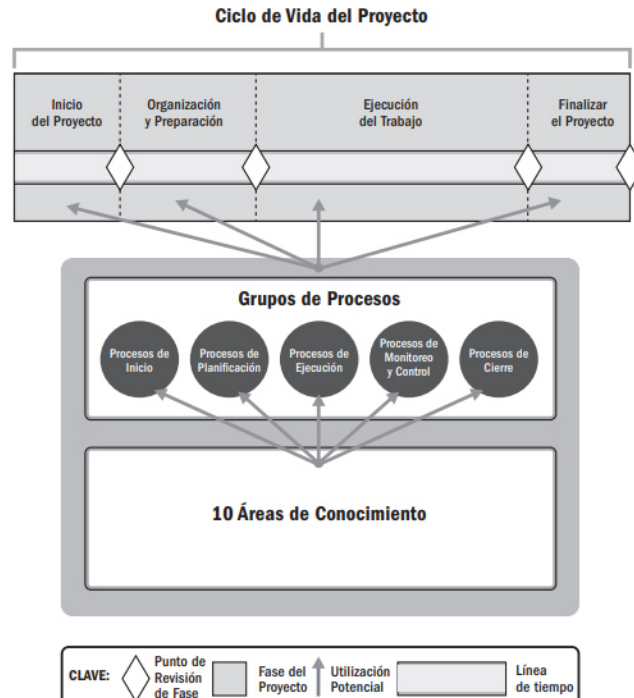 Ciclo de Vida del Proyecto
Inicio
del Proyecto
Organización
y Preparación
Ejecución
del Trabajo
Finalizar
el Proyecto
Grupos de Procesos
Procesos de
Inicio
Procesos de
Planificación
Procesos de
Ejecución
Procesos de
Monitoreo
y Control
Procesos de
Cierre
10 Áreas de Conocimiento
CLAVE:
Punto de
Revisión
de Fase
Fase del
Proyecto
Utilización
Potencial
Línea
de tiempo